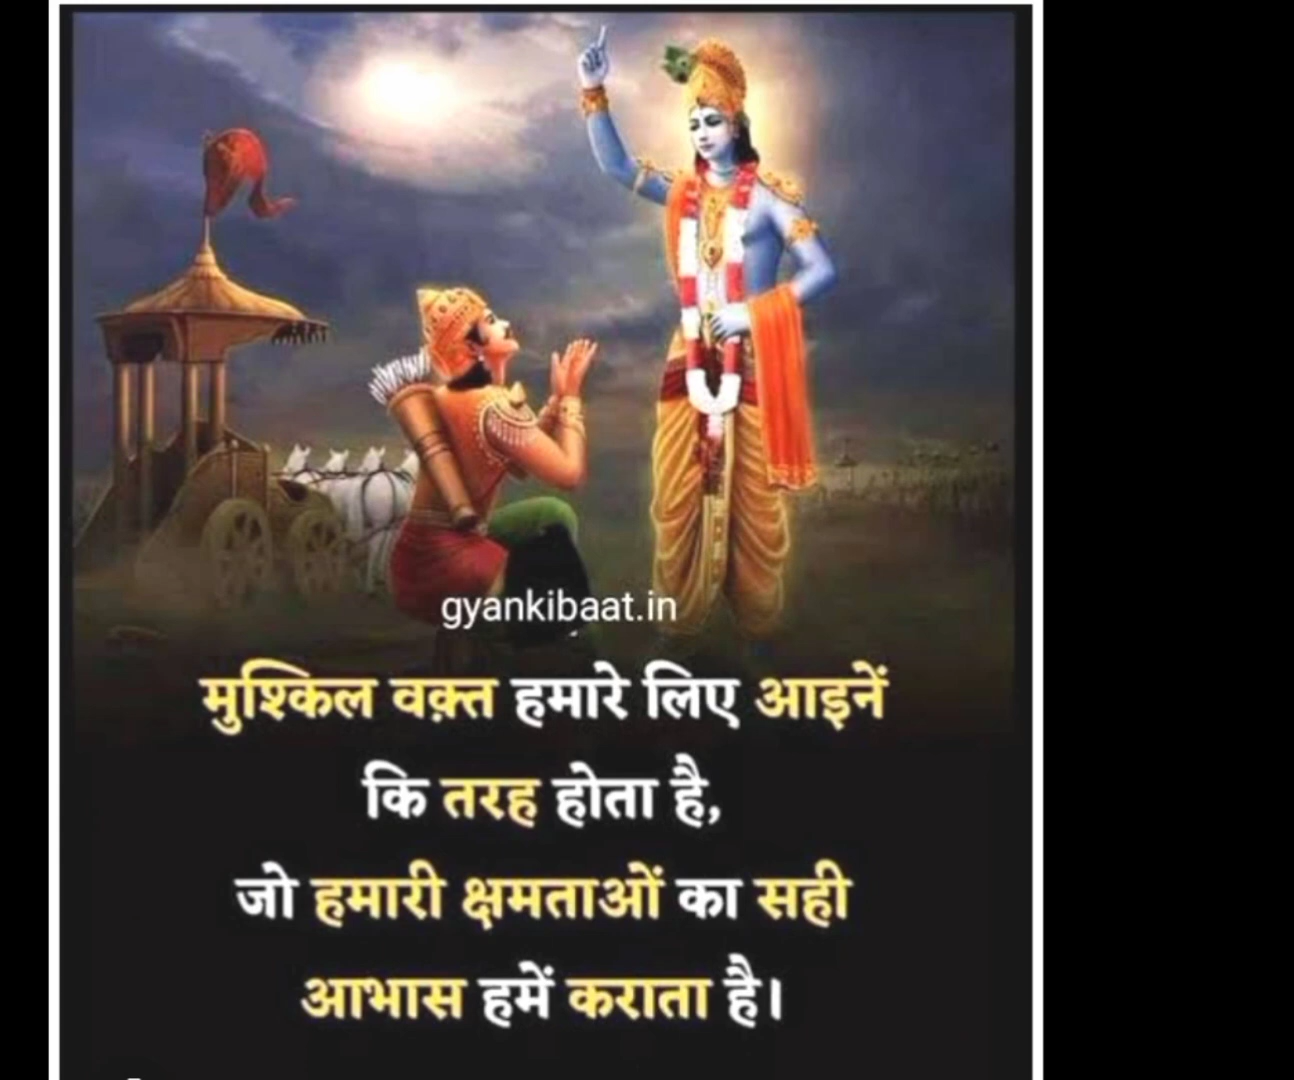 gyankibaat.in
मुश्किल वक़्त हमारे लिए आइनें
कि तरह होता है,
जो हमारी क्षमताओं का सही
आभास हमें कराता है।